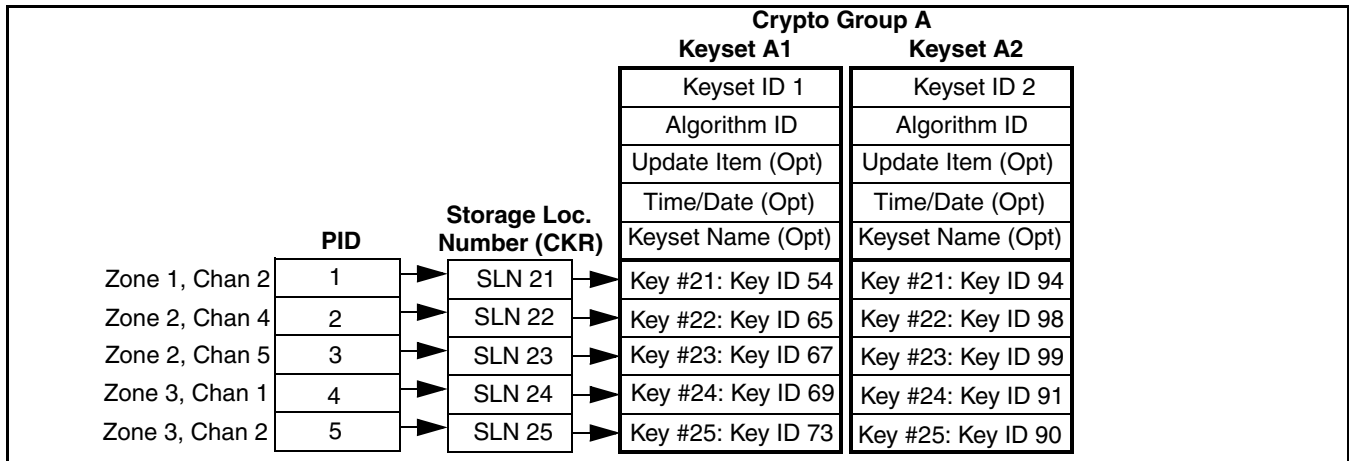 Crypto Group A
Keyset A1 Keyset A2
Keyset ID 1 Keyset ID 2
Algorithm ID Algorithm ID
Update Item (Opt) Update Item (Opt)
Time/Date (Opt) Time/Date (Opt)
Storage Loc.
PID Number (CKR) Keyset Name (Opt) Keyset Name (Opt)
Zone 1, Chan 2 1 SLN 21 Key #21: Key ID 54 Key #21: Key ID 94
Zone 2, Chan 4 2 SLN 22 Key #22: Key ID 65 Key #22: Key ID 98
Zone 2, Chan 5 3 SLN 23 Key #23: Key ID 67 Key #23: Key ID 99
Zone 3, Chan 1 4 SLN 24 Key #24: Key ID 69 Key #24: Key ID 91
Zone 3, Chan 2 5 SLN 25 Key #25: Key ID 73 Key #25: Key ID 90